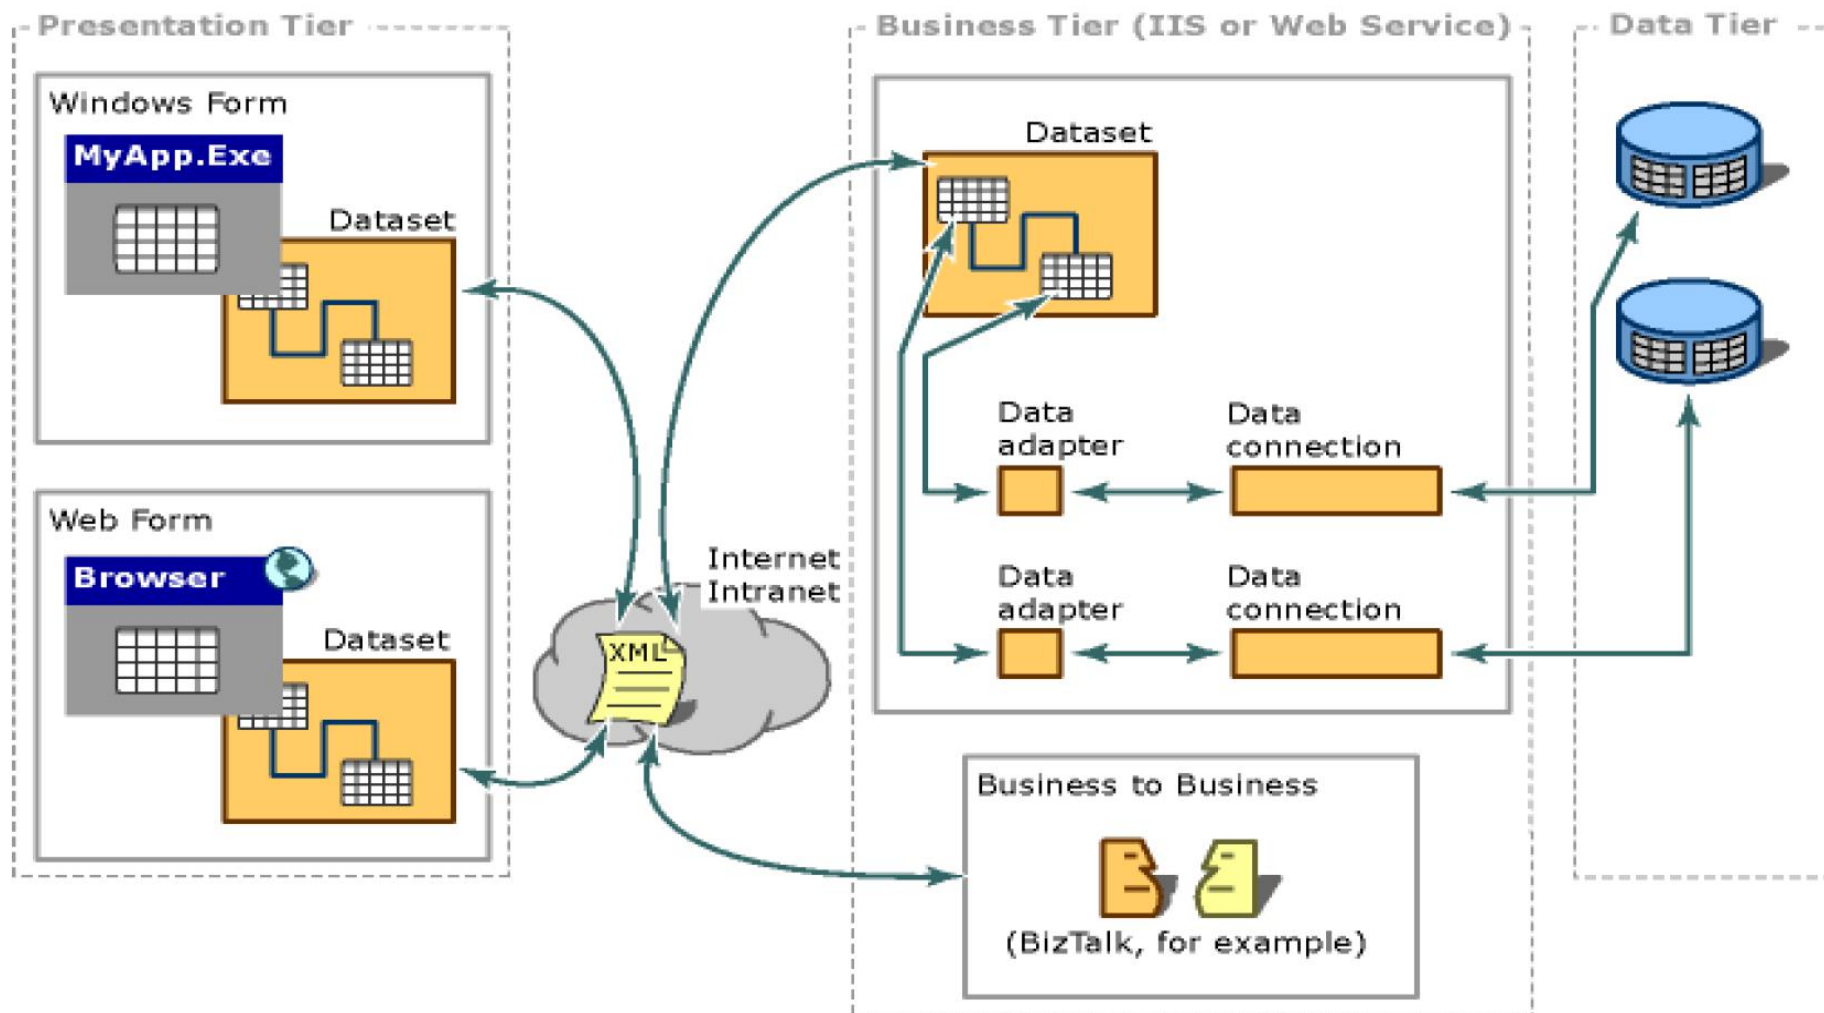 Presentation Tier
Windows Form
MyApp.Exe
Dataset
Web Form
Browser
Dataset
Internet
Intranet
XML
Business Tier (IIS or Web Service)
Dataset
Data
adapter
Data
connection
Data
adapter
Data
connection
Business to Business
(BizTalk, for example)
Data Tier